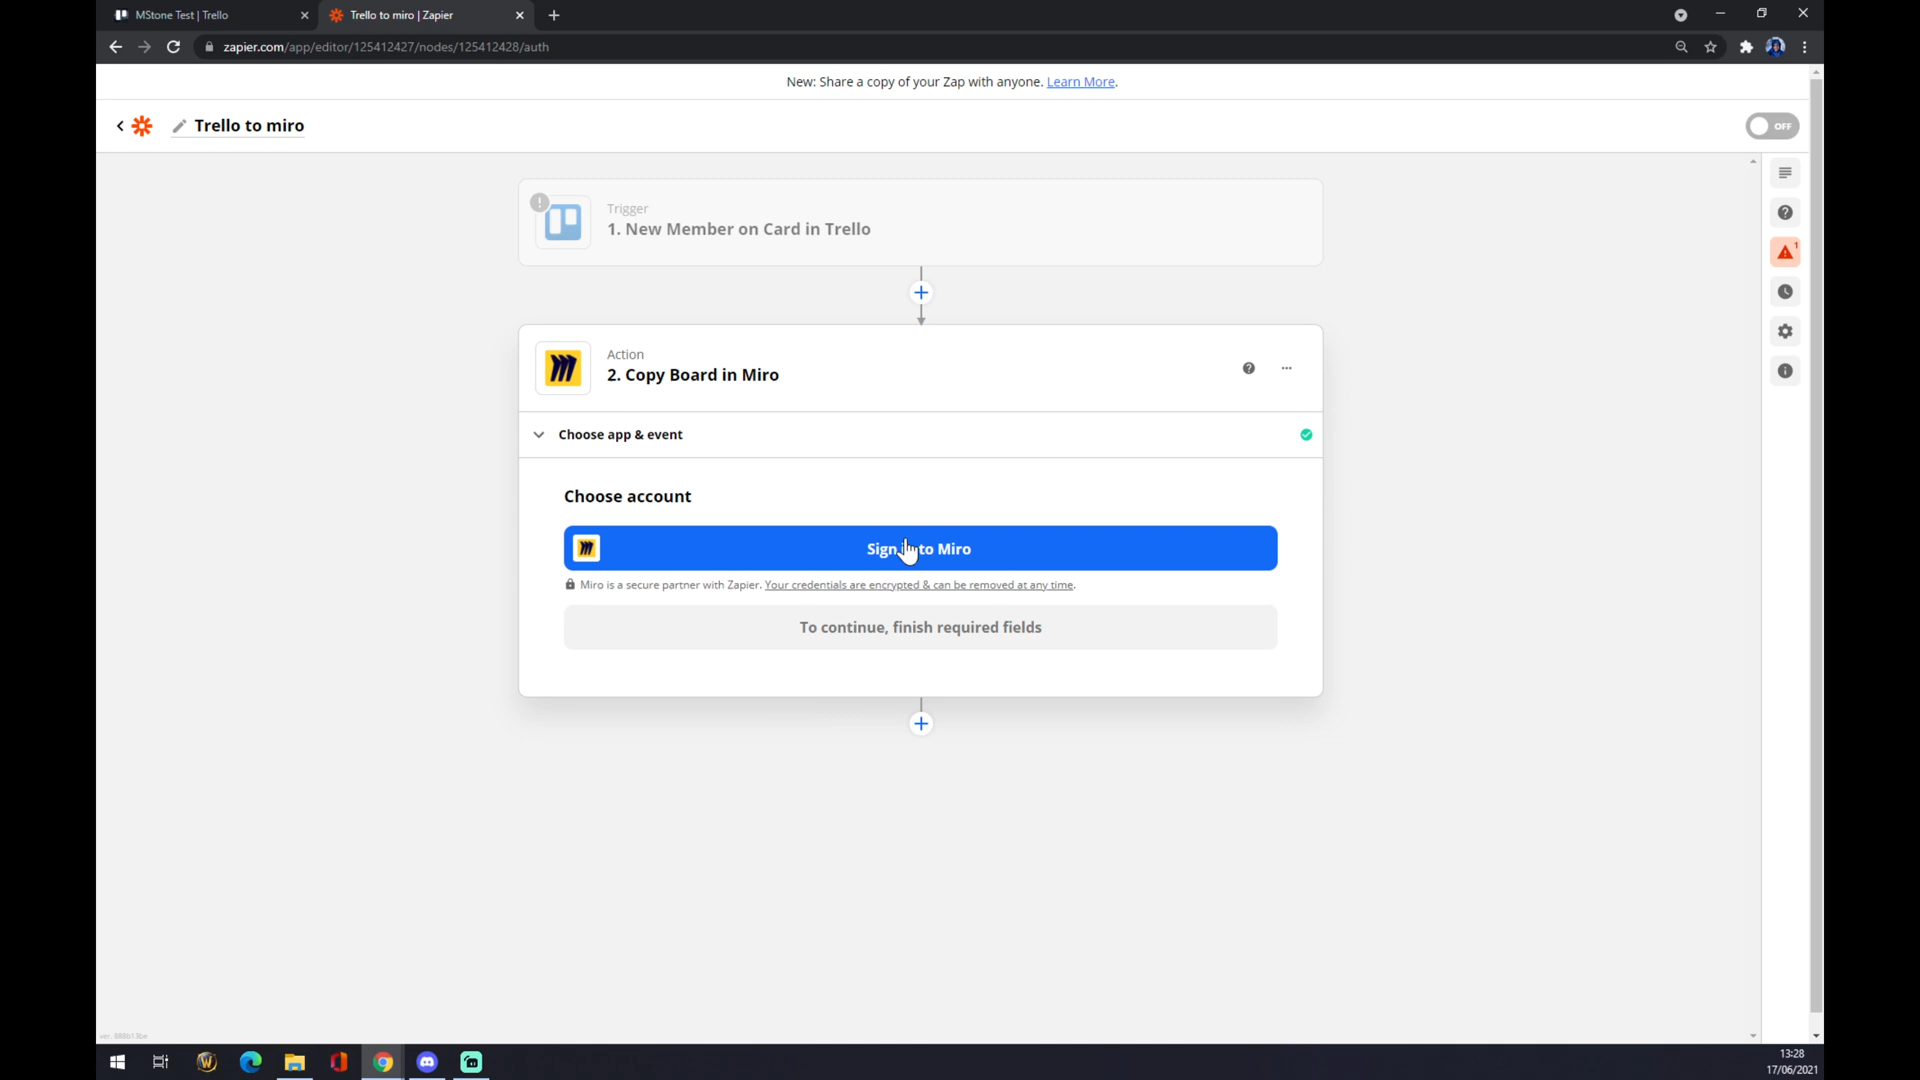 MStone Test | Trello
Trello to miro | Zapier
zapier.com/app/editor/125412427/nodes/125412428/auth
New: Share a copy of your Zap with anyone. Learn More.
Trello to miro
OFF
Trigger
1. New Member on Card in Trello
1
Action
2. Copy Board in Miro
Choose app & event
Choose account
Sign to Miro
Miro is a secure partner with Zapier. Your credentials are encrypted & can be removed at any time.
To continue, finish required fields
13:28
17/06/2021